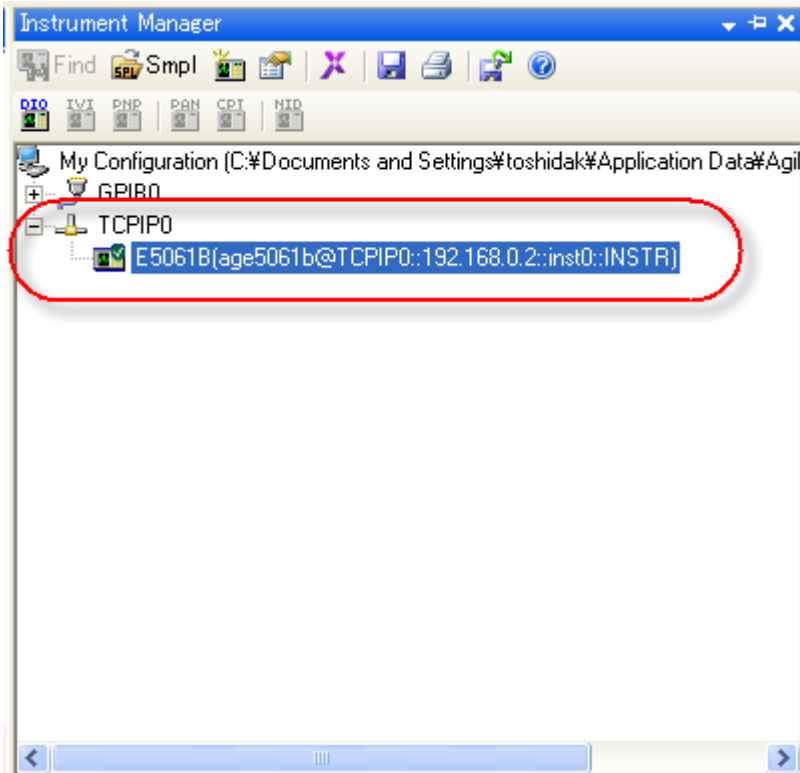 Instrument Manager
Find Smpl
DIO IVI PNP PAN CPT NID
My Configuration (C:¥Documents and Settings¥toshidak¥Application Data¥Agil
GPIB0
TCPIP0
E5061B(age5061b@TCPIP0::192.168.0.2::inst0::INSTR)